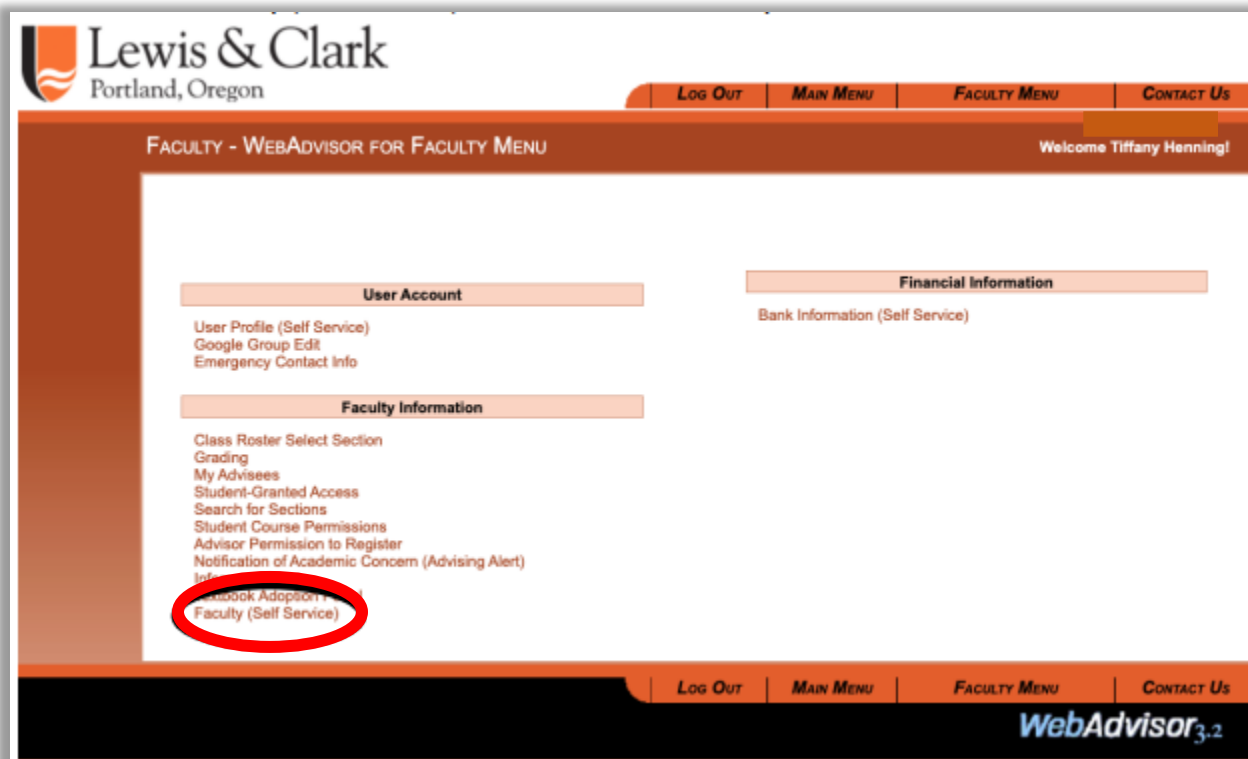 Lewis & Clark
Portland, Oregon
LOG OUT MAIN MENU FACULTY MENU CONTACT US
FACULTY - WEBADVISOR FOR FACULTY MENU
Welcome Tiffany Henning!
User Account
User Profile (Self Service)
Google Group Edit
Emergency Contact Info
Faculty Information
Class Roster Select Section
Grading
My Advisees
Student-Granted Access
Search for Sections
Student Course Permissions
Advisor Permission to Register
Notification of Academic Concern (Advising Alert)
Textbook Adoption
Faculty (Self Service)
Financial Information
Bank Information (Self Service)
LOG OUT MAIN MENU FACULTY MENU CONTACT US
WebAdvisor 3.2